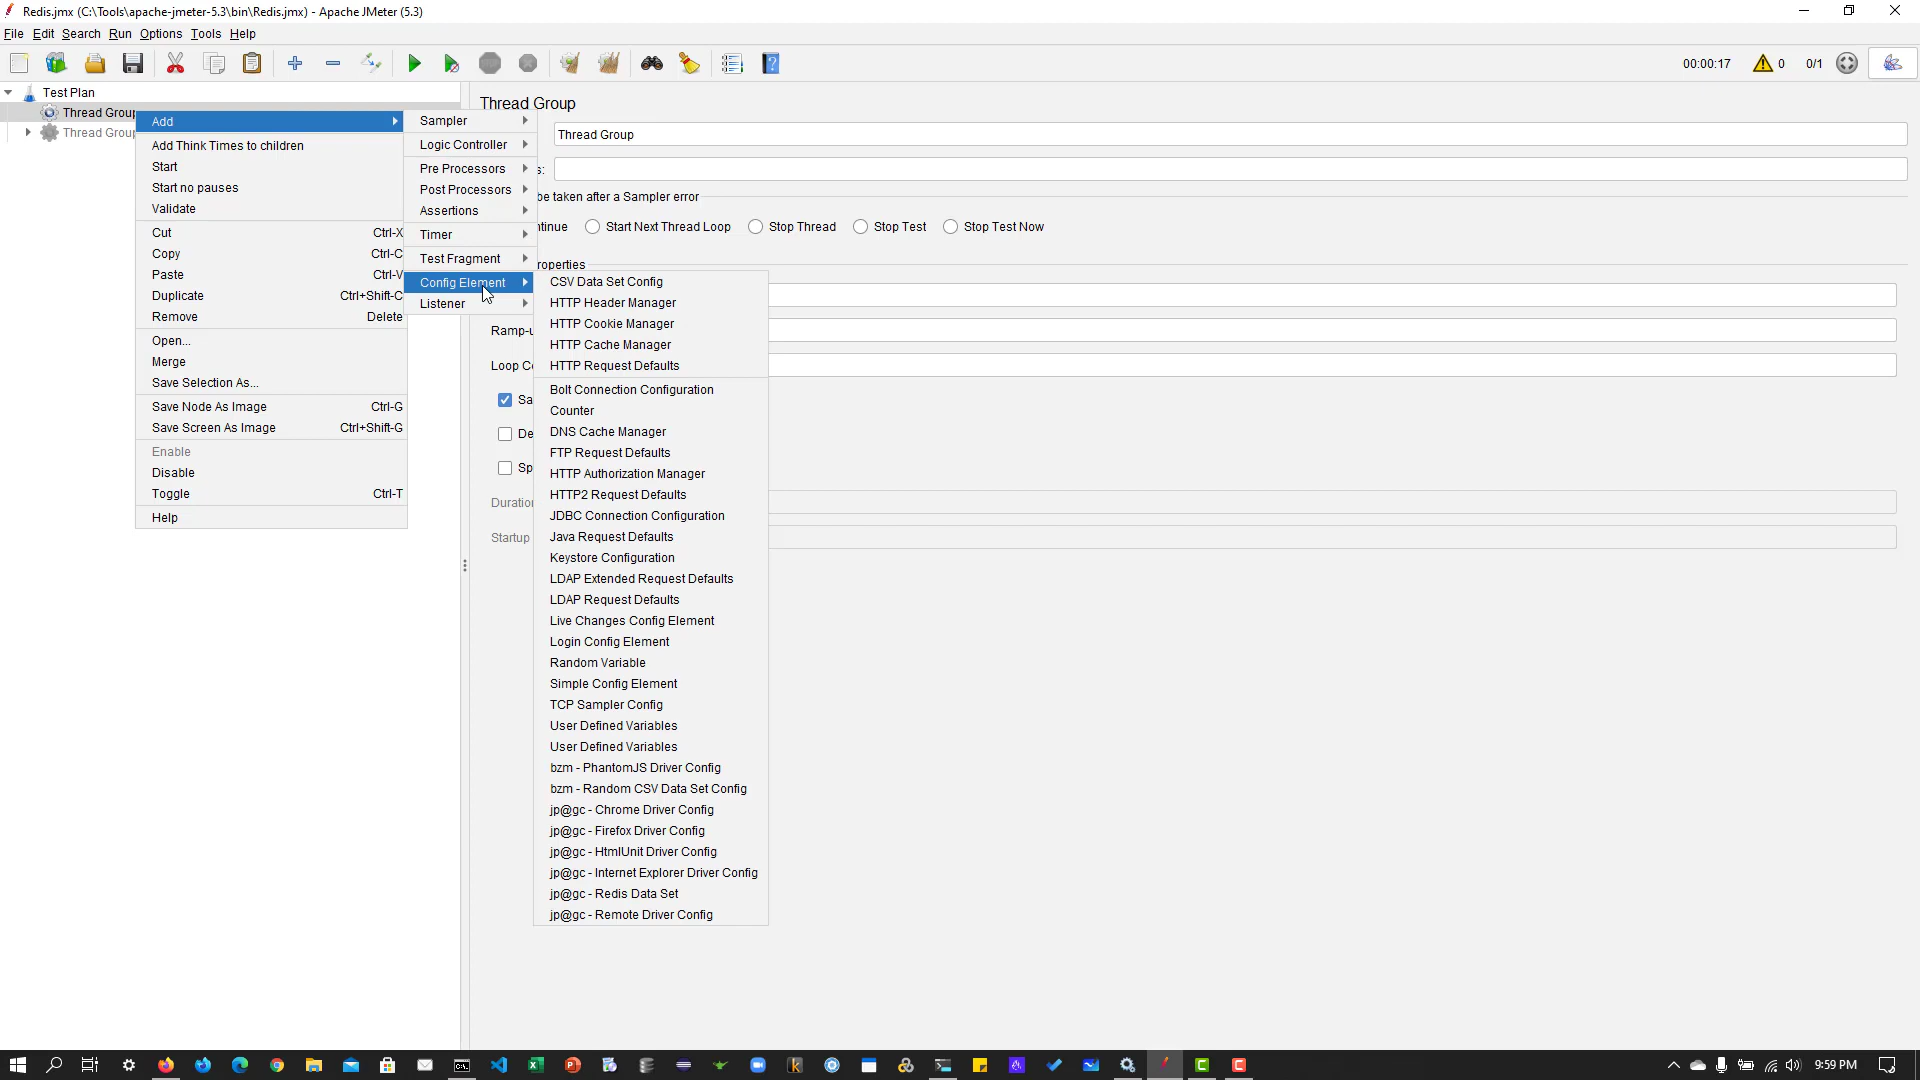 Redis.jmx (C:\Tools\apache-jmeter-5.3\bin\Redis.jmx) - Apache JMeter (5.3)
File Edit Search Run Options Tools Help
00:00:17 0 0/1
Test Plan
Thread Group
Thread Group
Add
Add Think Times to children
Start
Start no pauses
Validate
Cut Ctrl-X
Copy Ctrl-C
Paste Ctrl-V
Duplicate Ctrl+Shift-C
Remove Delete
Open...
Merge
Save Selection As...
Save Node As Image Ctrl-G
Save Screen As Image Ctrl+Shift-G
Enable
Disable
Toggle Ctrl-T
Help
Sampler
Logic Controller
Pre Processors
Post Processors
Assertions
Timer
Test Fragment
Config Element
Listener
CSV Data Set Config
HTTP Header Manager
HTTP Cookie Manager
HTTP Cache Manager
HTTP Request Defaults
Bolt Connection Configuration
Counter
DNS Cache Manager
FTP Request Defaults
HTTP Authorization Manager
HTTP2 Request Defaults
JDBC Connection Configuration
Java Request Defaults
Keystore Configuration
LDAP Extended Request Defaults
LDAP Request Defaults
Live Changes Config Element
Login Config Element
Random Variable
Simple Config Element
TCP Sampler Config
User Defined Variables
User Defined Variables
bzm - PhantomJS Driver Config
bzm - Random CSV Data Set Config
jp@gc - Chrome Driver Config
jp@gc - Firefox Driver Config
jp@gc - HtmlUnit Driver Config
jp@gc - Internet Explorer Driver Config
jp@gc - Redis Data Set
jp@gc - Remote Driver Config
Thread Group
Thread Group
s:
be taken after a Sampler error
ntinue Start Next Thread Loop Stop Thread Stop Test Stop Test Now
roperties
Ramp-u
Loop Co
Sa
De
Sp
Duration
Startup
9:59 PM